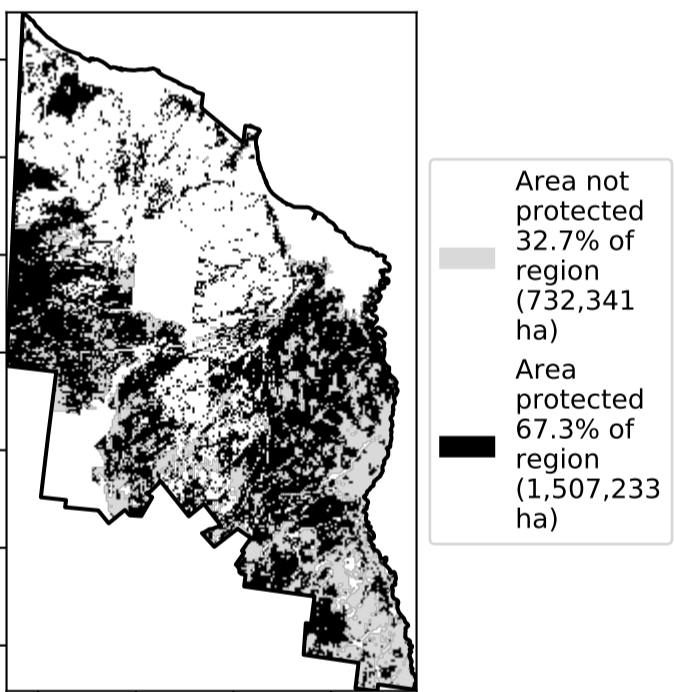 Area not
protected
32.7% of
region
(732,341
ha)
Area
protected
67.3% of
region
(1,507,233
ha)